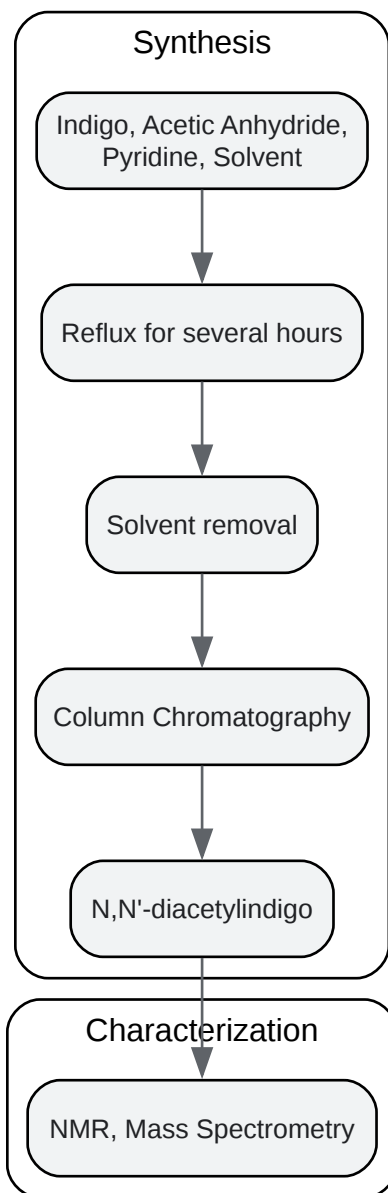 Synthesis
Indigo, Acetic Anhydride,
Pyridine, Solvent
Reflux for several hours
Solvent removal
Column Chromatography
N,N'-diacetylindigo
Characterization
NMR, Mass Spectrometry